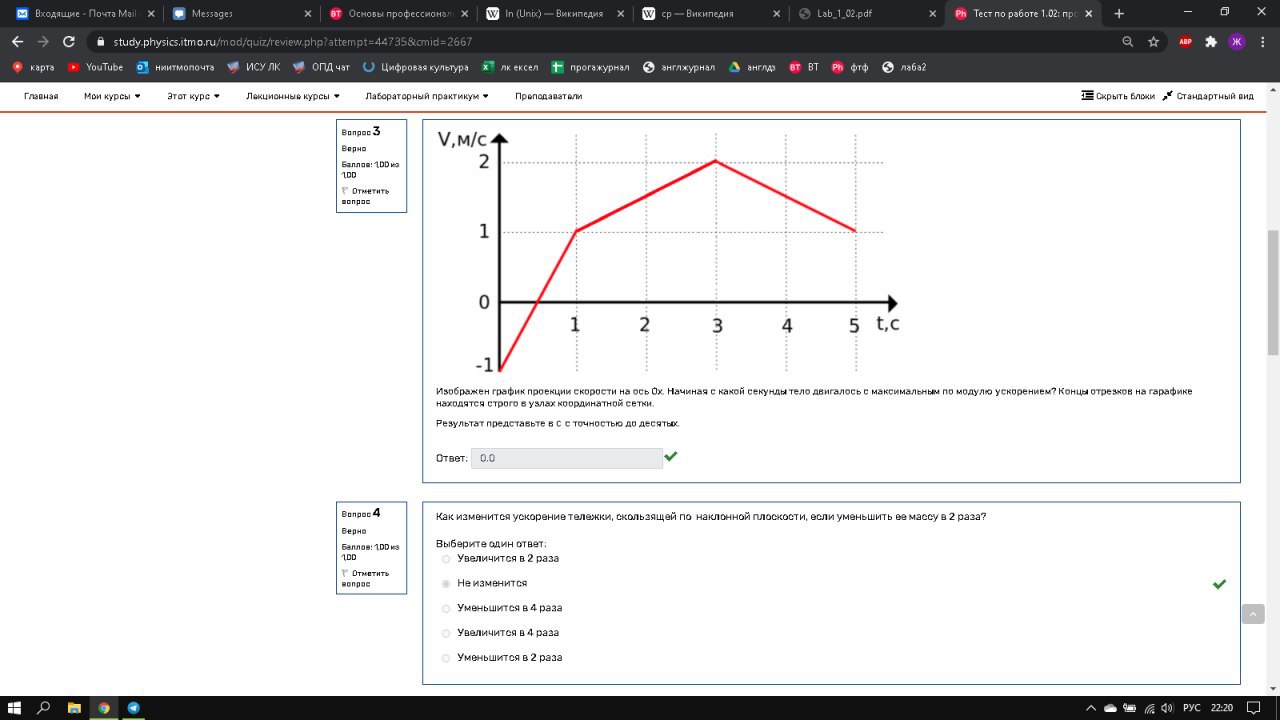 Входящие – Почта Mail.
Messages
Основы профессионал
ln (Unix) — Википедия
cp — Википедия
Lab_1_02.pdf
Тест по работе 1.02: про
study.physics.itmo.ru/mod/quiz/review.php?attempt=44735&cmid=2667
карта YouTube ниитмопочта ИСУ ЛК ОПД чат Цифровая культура лк ексел прогажурнал англжурнал англдз ВТ фтф лаба2
Главная Мои курсы Этот курс Лекционные курсы Лабораторный практикум Преподаватели Скрыть блоки Стандартный вид
Вопрос 3
Верно
Баллов: 1,00 из
1,00
Отметить
вопрос
V,м/с
2
1
0
-1
1 2 3 4 5 t,с
Изображен график проекции скорости на ось Ox. Начиная с какой секунды тело двигалось с максимальным по модулю ускорением? Концы отрезков на гарафике
находятся строго в узлах координатной сетки.
Результат представьте в с с точностью до десятых.
Ответ: 0.0
Вопрос 4
Верно
Баллов: 1,00 из
1,00
Отметить
вопрос
Как изменится ускорение тележки, скользящей по наклонной плоскости, если уменьшить ее массу в 2 раза?
Выберите один ответ:
Увеличится в 2 раза
Не изменится
Уменьшится в 4 раза
Увеличится в 4 раза
Уменьшится в 2 раза
РУС 22:20